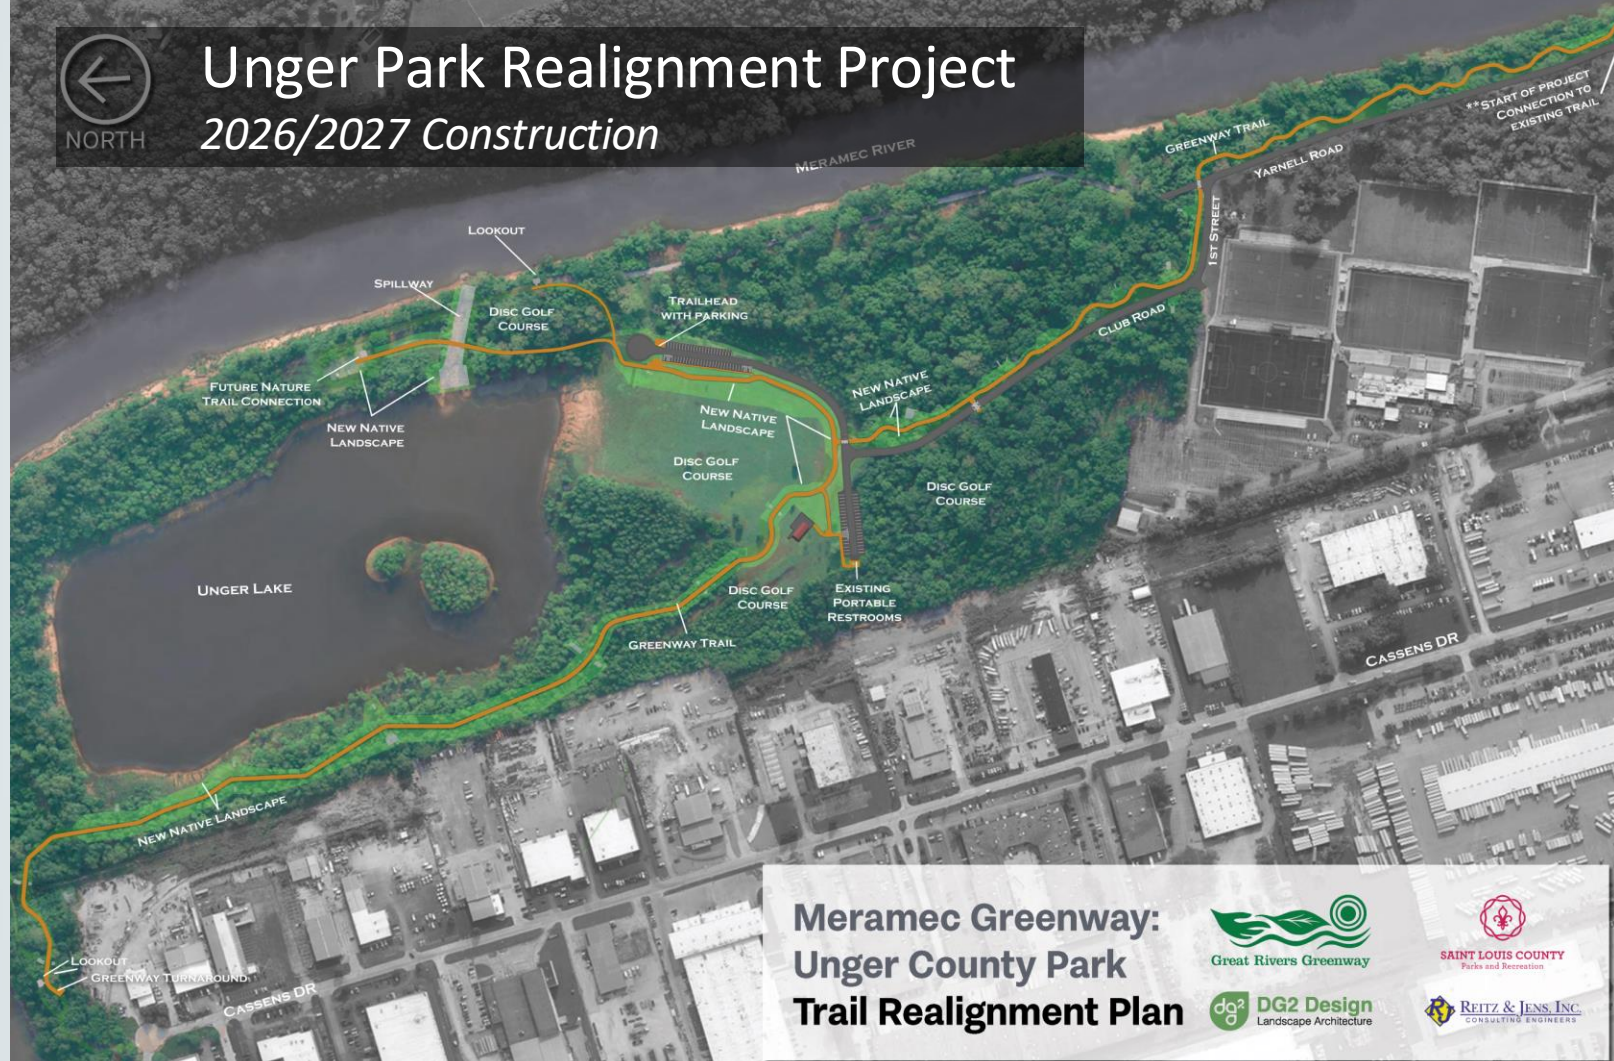 Unger Park Realignment Project
2026/2027 Construction
NORTH
MERAMEC RIVER
**START OF PROJECT
CONNECTION TO
EXISTING TRAIL
GREENWAY TRAIL
YARNELL ROAD
1ST STREET
LOOKOUT
SPILLWAY
DISC GOLF
COURSE
TRAILHEAD
WITH PARKING
CLUB ROAD
FUTURE NATURE
TRAIL CONNECTION
NEW NATIVE
LANDSCAPE
NEW NATIVE
LANDSCAPE
NEW NATIVE
LANDSCAPE
DISC GOLF
COURSE
DISC GOLF
COURSE
UNGER LAKE
DISC GOLF
COURSE
EXISTING
PORTABLE
RESTROOMS
GREENWAY TRAIL
CASSENS DR
NEW NATIVE LANDSCAPE
LOOKOUT
GREENWAY TURNAROUND
CASSENS DR
Meramec Greenway:
Unger County Park
Trail Realignment Plan
Great Rivers Greenway
SAINT LOUIS COUNTY
Parks and Recreation
dg2
DG2 Design
Landscape Architecture
REITZ & JENS, INC.
CONSULTING ENGINEERS